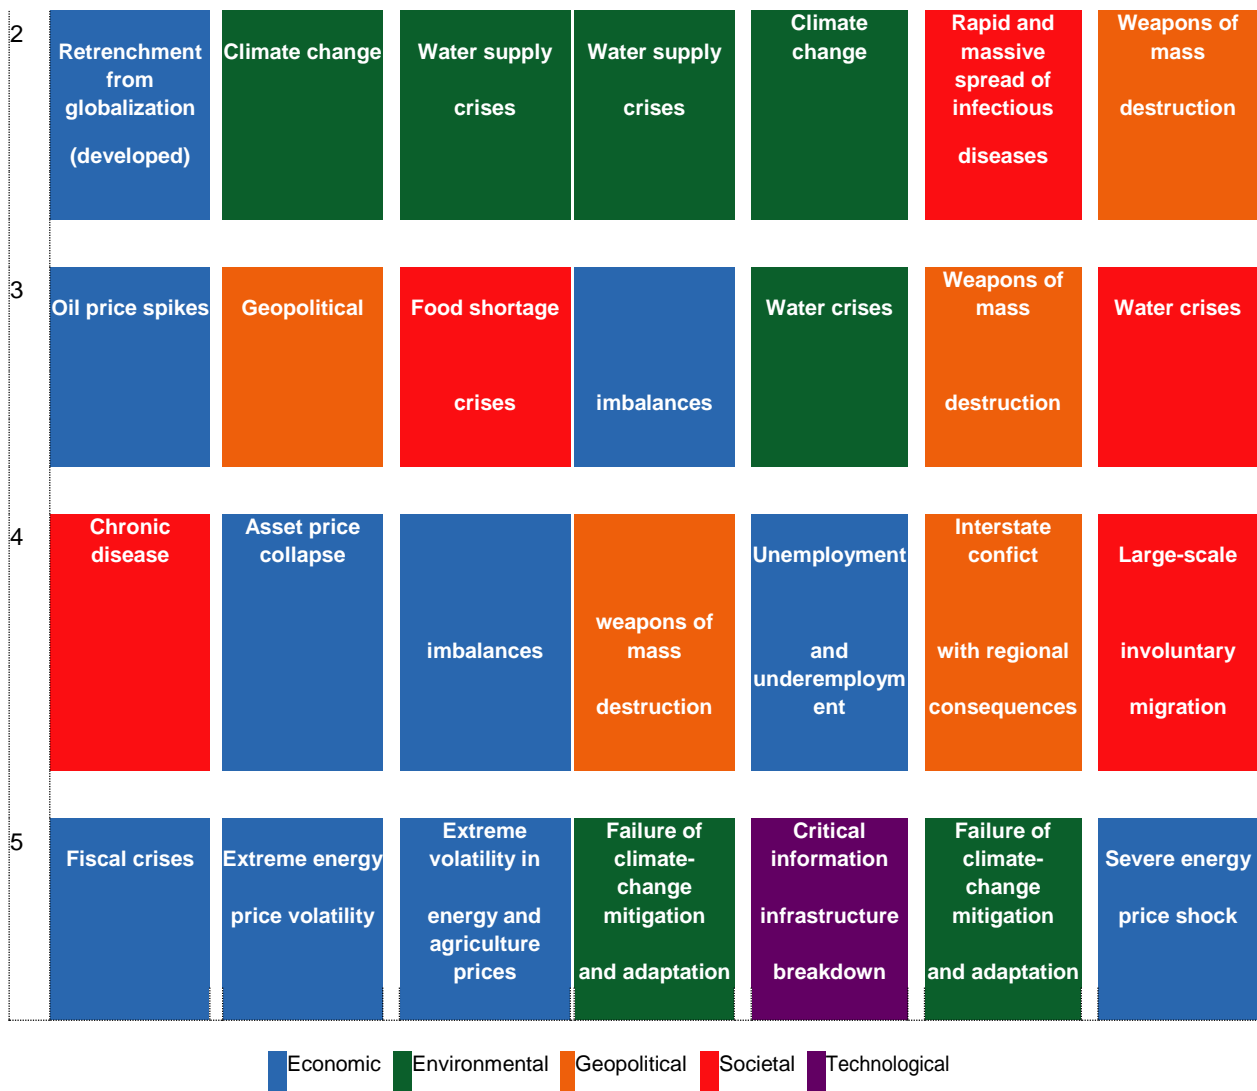 2
Retrenchment
from
globalization
(developed)
Climate change
Water supply
crises
Water supply
crises
Climate
change
Rapid and
massive
spread of
infectious
diseases
Weapons of
mass
destruction
3
Oil price spikes
Geopolitical
Food shortage
crises
imbalances
Water crises
Weapons of
mass
destruction
Water crises
4
Chronic
disease
Asset price
collapse
imbalances
weapons of
mass
destruction
Unemployment
and
underemploym
ent
Interstate
confict
with regional
consequences
Large-scale
involuntary
migration
5
Fiscal crises
Extreme energy
price volatility
Extreme
volatility in
energy and
agriculture
prices
Failure of
climate-
change
mitigation
and adaptation
Critical
information
infrastructure
breakdown
Failure of
climate-
change
mitigation
and adaptation
Severe energy
price shock
Economic Environmental Geopolitical Societal Technological